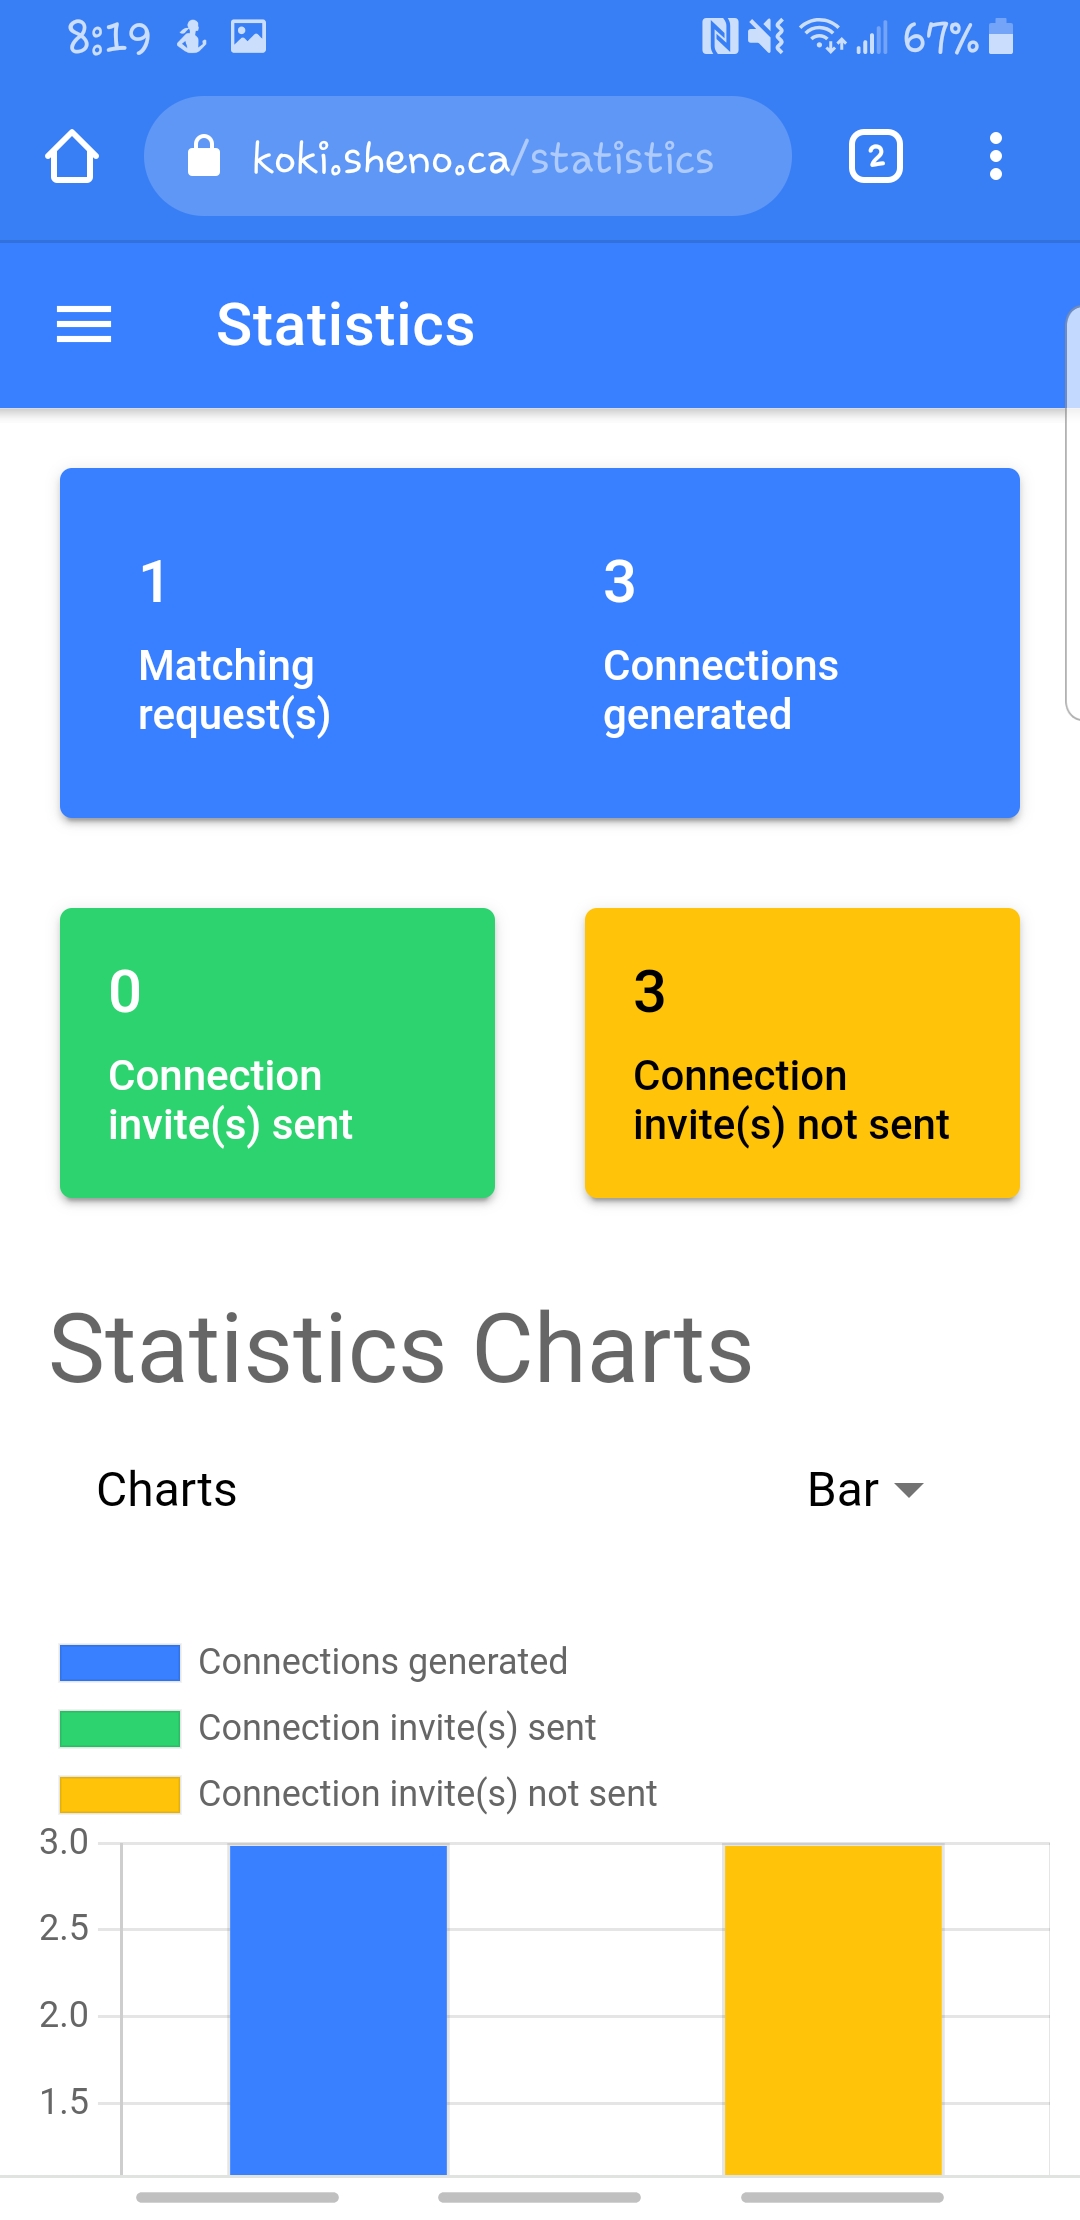 8:19 67%
koki.sheno.ca/statistics 2
Statistics
1
Matching
request(s)
3
Connections
generated
0
Connection
invite(s) sent
3
Connection
invite(s) not sent
Statistics Charts
Charts Bar
Connections generated
Connection invite(s) sent
Connection invite(s) not sent
3.0
2.5
2.0
1.5